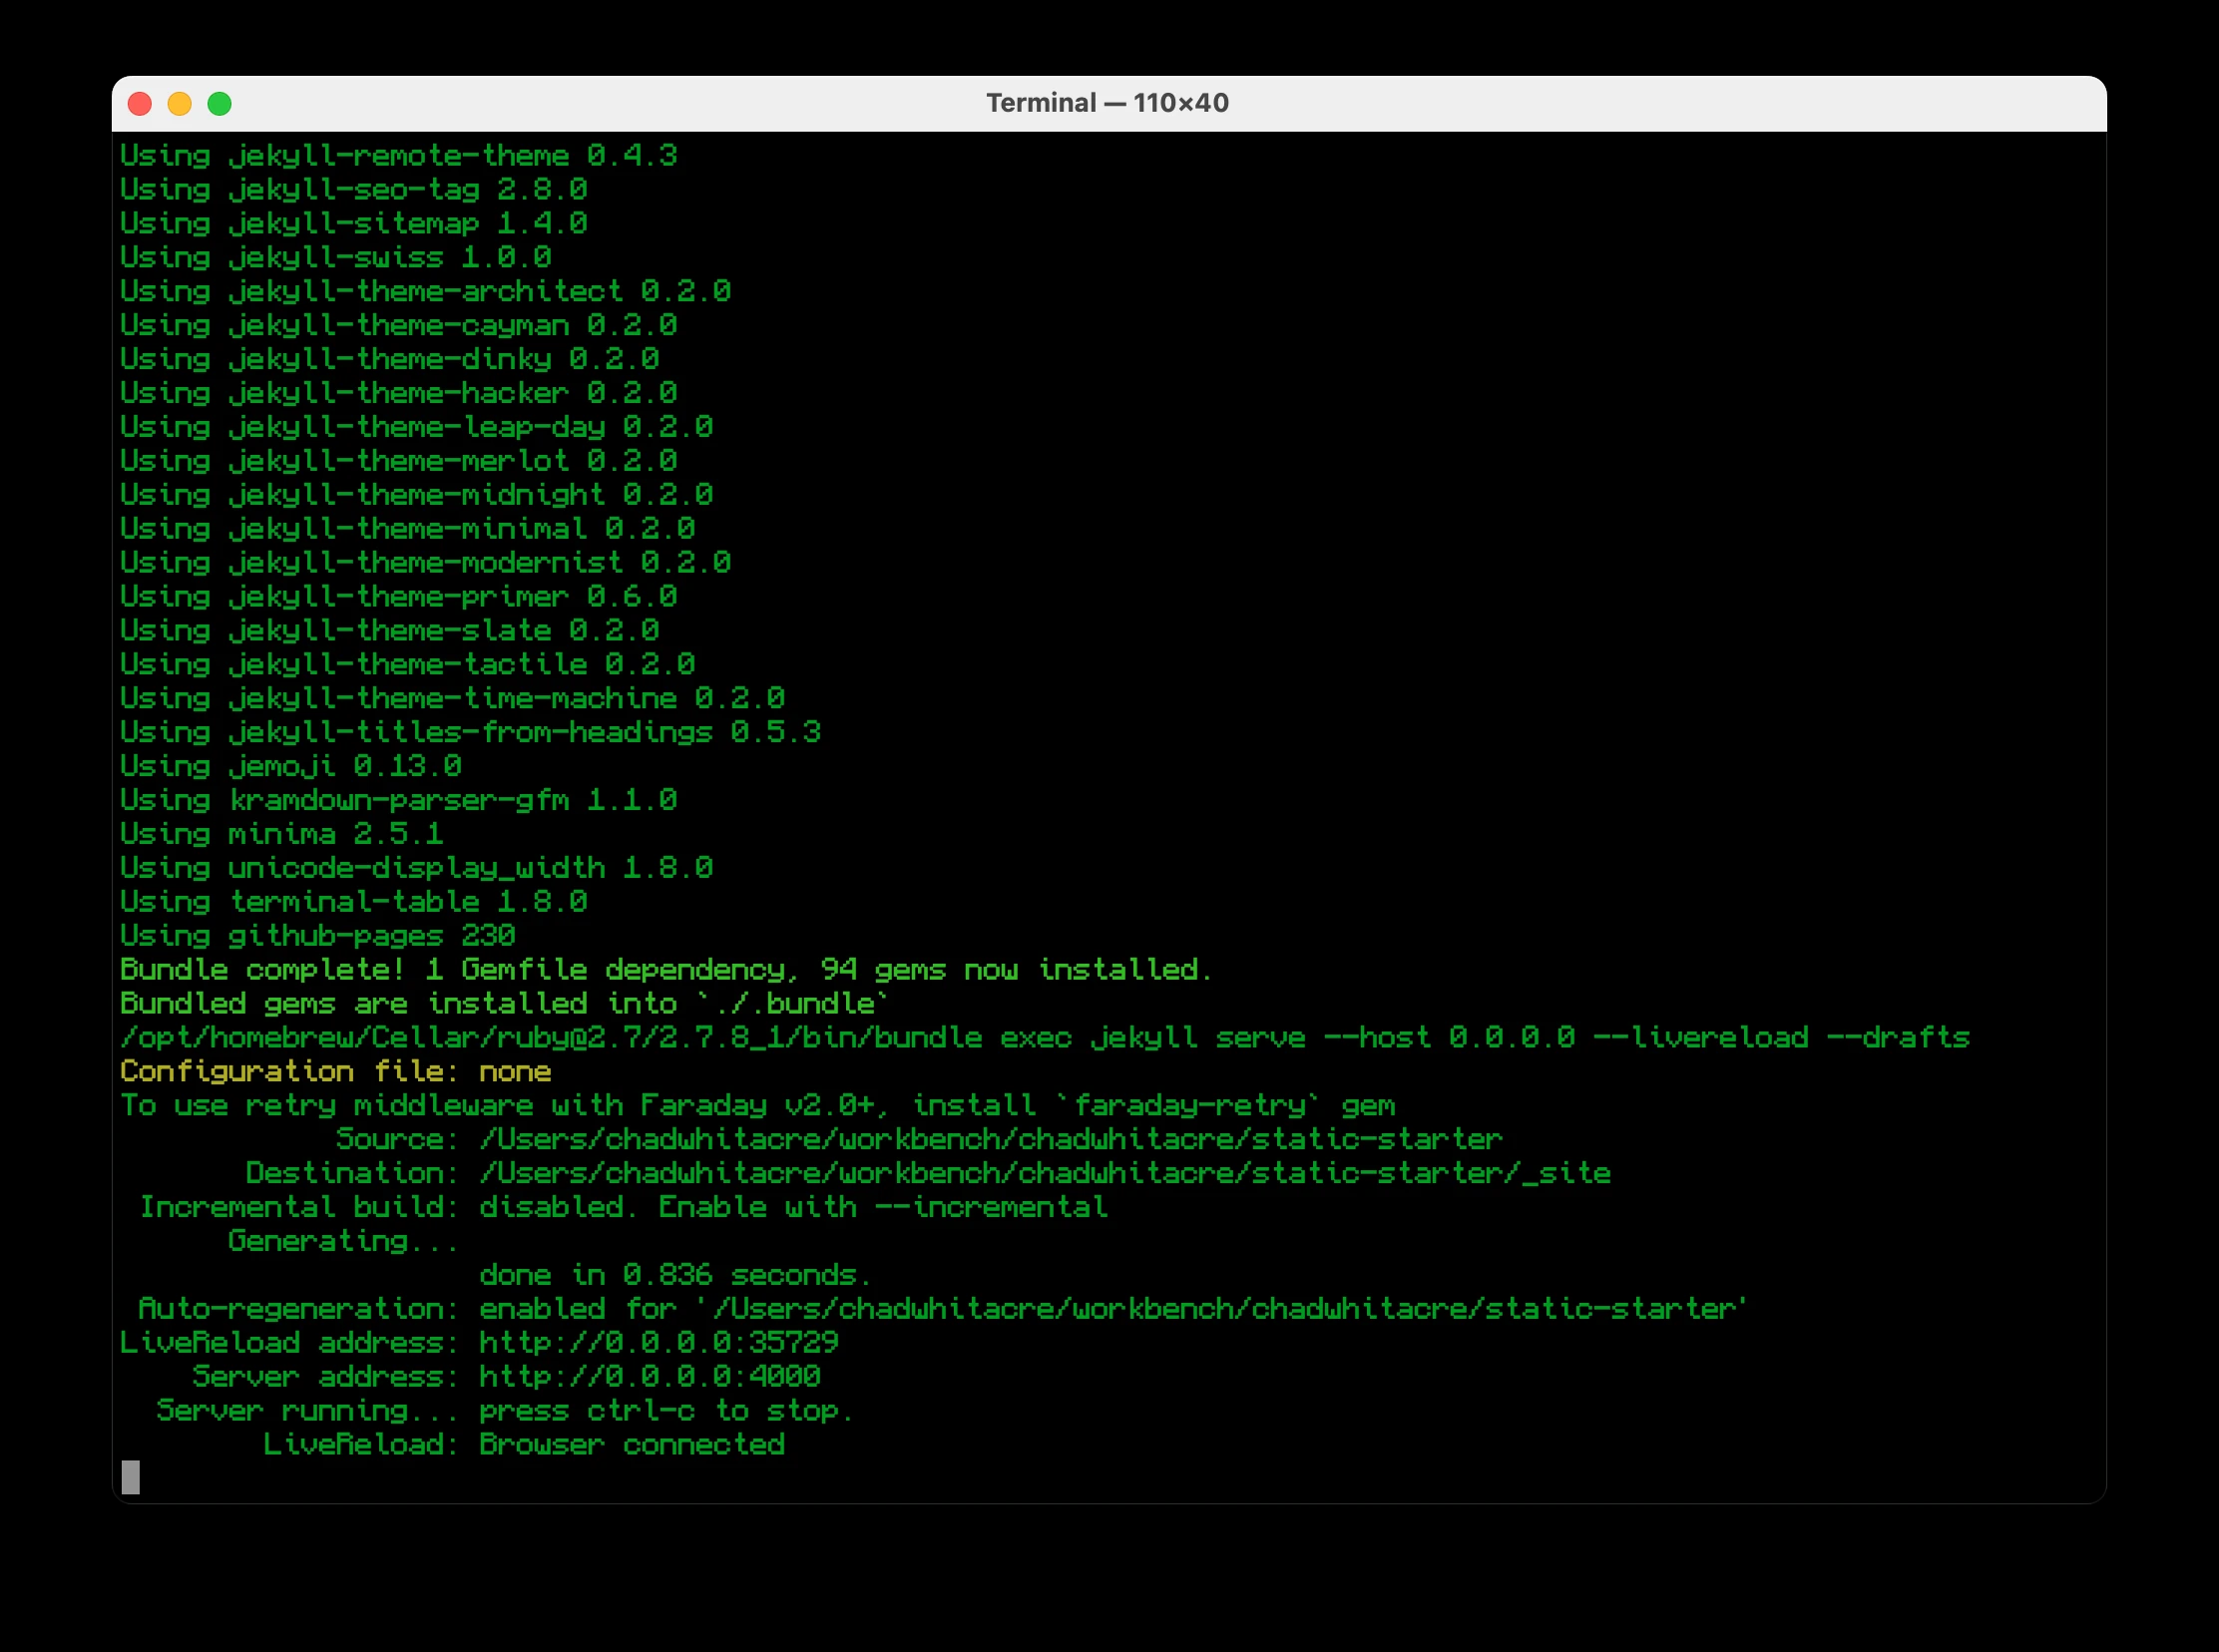 Terminal — 110×40
Using jekyll-remote-theme 0.4.3
Using jekyll-seo-tag 2.8.0
Using jekyll-sitemap 1.4.0
Using jekyll-swiss 1.0.0
Using jekyll-theme-architect 0.2.0
Using jekyll-theme-cayman 0.2.0
Using jekyll-theme-dinky 0.2.0
Using jekyll-theme-hacker 0.2.0
Using jekyll-theme-leap-day 0.2.0
Using jekyll-theme-merlot 0.2.0
Using jekyll-theme-midnight 0.2.0
Using jekyll-theme-minimal 0.2.0
Using jekyll-theme-modernist 0.2.0
Using jekyll-theme-primer 0.6.0
Using jekyll-theme-slate 0.2.0
Using jekyll-theme-tactile 0.2.0
Using jekyll-theme-time-machine 0.2.0
Using jekyll-titles-from-headings 0.5.3
Using jemoji 0.13.0
Using kramdown-parser-gfm 1.1.0
Using minima 2.5.1
Using unicode-display_width 1.8.0
Using terminal-table 1.8.0
Using github-pages 230
Bundle complete! 1 Gemfile dependency, 94 gems now installed.
Bundled gems are installed into `./.bundle`
/opt/homebrew/Cellar/ruby@2.7/2.7.8_1/bin/bundle exec jekyll serve --host 0.0.0.0 --livereload --drafts
Configuration file: none
To use retry middleware with Faraday v2.0+, install `faraday-retry` gem
Source: /Users/chadwhitacre/workbench/chadwhitacre/static-starter
Destination: /Users/chadwhitacre/workbench/chadwhitacre/static-starter/_site
Incremental build: disabled. Enable with --incremental
Generating...
done in 0.836 seconds.
Auto-regeneration: enabled for '/Users/chadwhitacre/workbench/chadwhitacre/static-starter'
LiveReload address: http://0.0.0.0:35729
Server address: http://0.0.0.0:4000
Server running... press ctrl-c to stop.
LiveReload: Browser connected